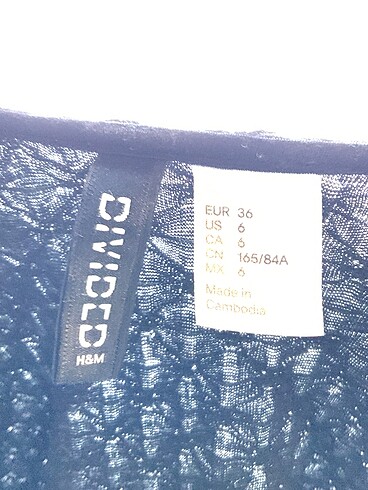 DIVIDED
H&M
EUR 36
US 6
CA 6
CN 165/84A
MX 6
Made in
Cambodia